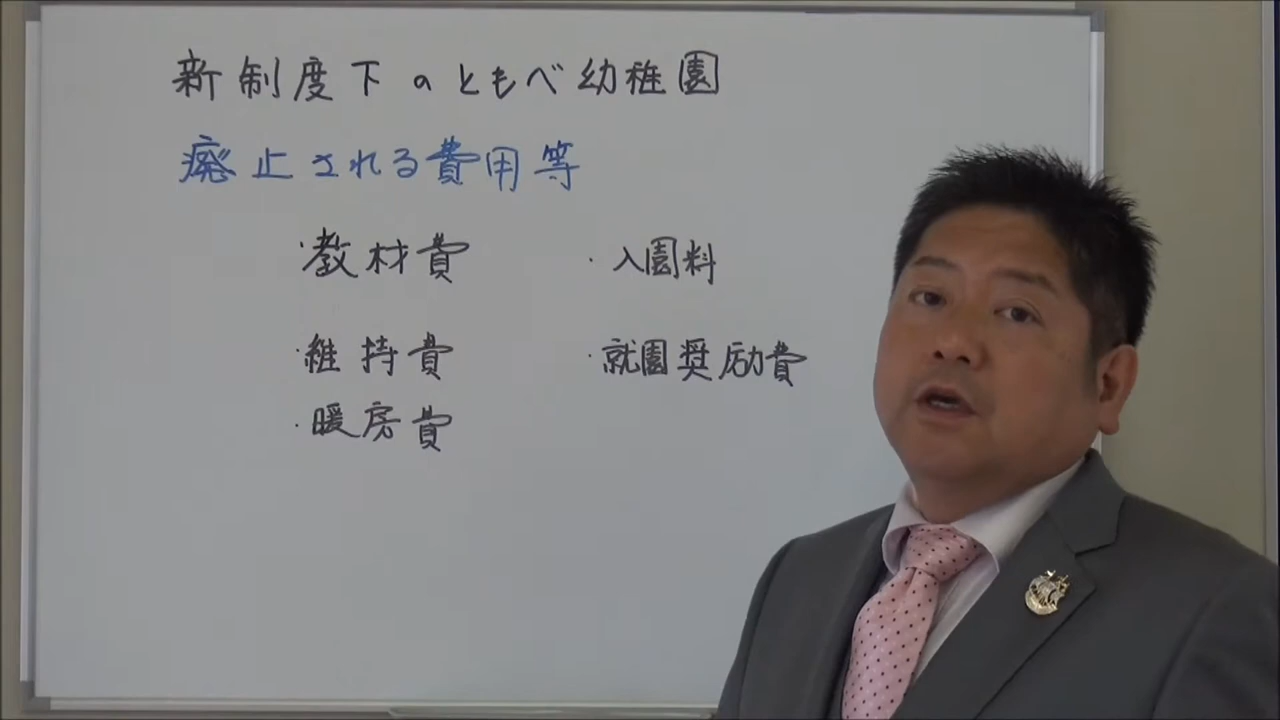 新制度下のともべ幼稚園
廃止される費用等
・教材費
・入園料
・維持費
・就園奨励費
・暖房費